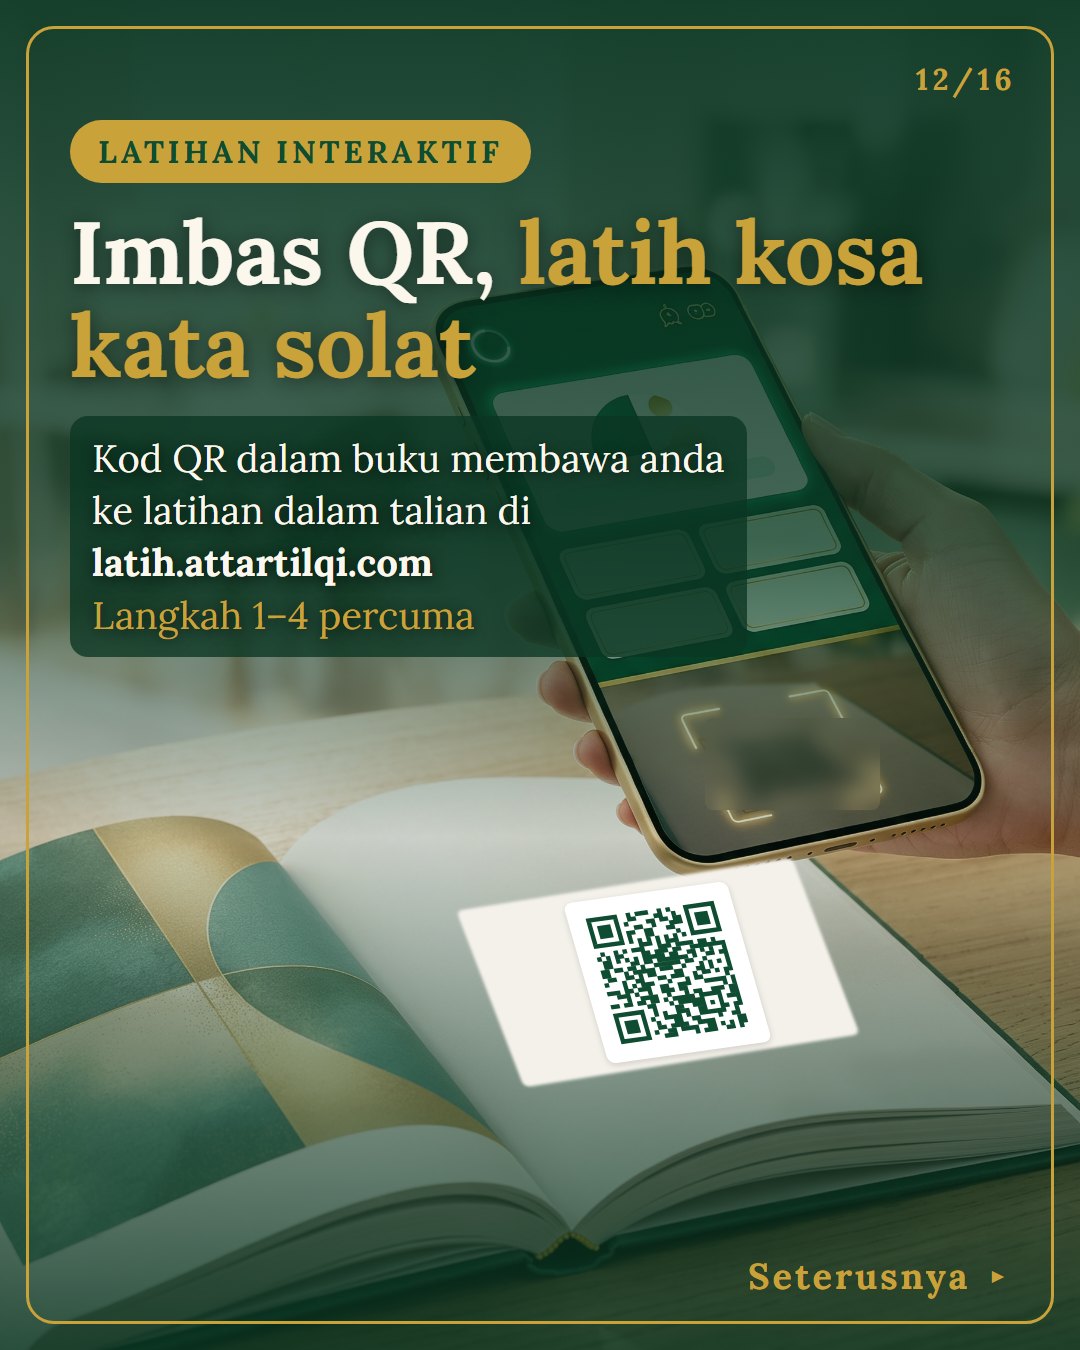 12/16
LATIHAN INTERAKTIF
Imbas QR, latih kosa
kata solat
Kod QR dalam buku membawa anda
ke latihan dalam talian di
latih.attartilqi.com
Langkah 1–4 percuma
Seterusnya ▸